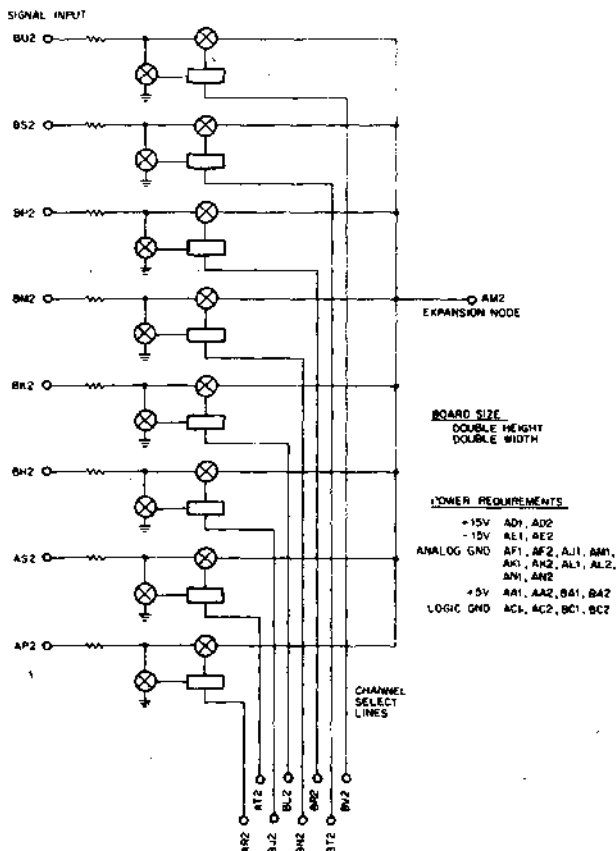 SIGNAL INPUT
BU2
BS2
BP2
BM2
AM2
EXPANSION NODE
BK2
BOARD SIZE
DOUBLE HEIGHT
DOUBLE WIDTH
BH2
POWER REQUIREMENTS
+15V AD1, AD2
-15V AE1, AE2
ANALOG GND AF1, AF2, AJ1, AM1,
AK1, AK2, AL1, AL2,
AN1, AN2
+5V AA1, AA2, BA1, BA2
LOGIC GND AC1, AC2, BC1, BC2
AS2
AP2
CHANNEL
SELECT
LINES
AT2
BL2
BR2
BV2
AR2
BJ2
BN2
BT2